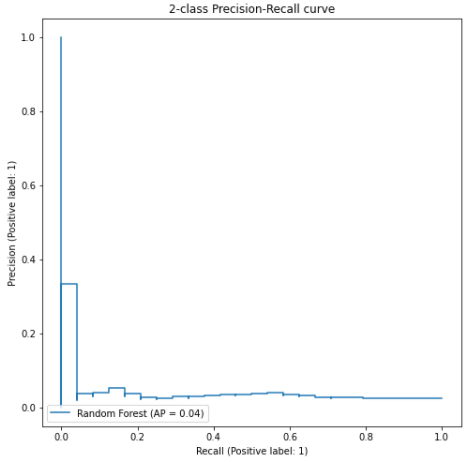 2-class Precision-Recall curve
Precision (Positive label: 1)
1.0
0.8
0.6
0.4
0.2
0.0
Random Forest (AP = 0.04)
0.0 0.2 0.4 0.6 0.8 1.0
Recall (Positive label: 1)